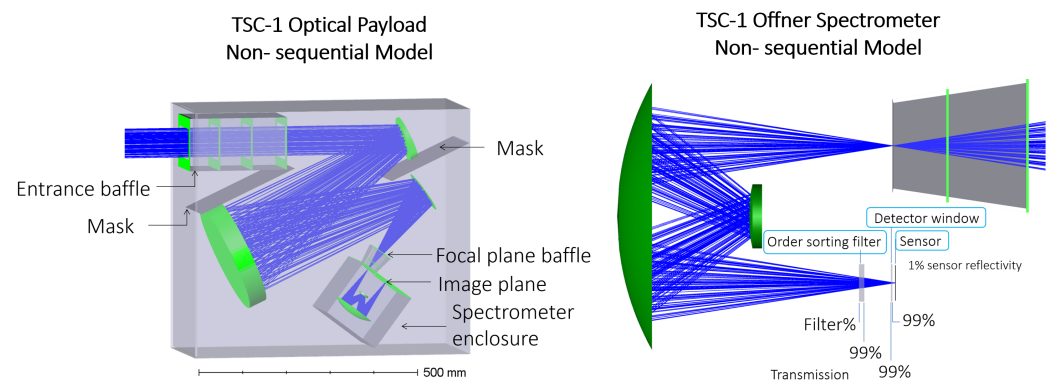 TSC-1 Optical Payload
Non- sequential Model
Entrance baffle
Mask
Mask
Focal plane baffle
Image plane
Spectrometer
enclosure
500 mm
TSC-1 Offner Spectrometer
Non- sequential Model
Detector window
Order sorting filter
Sensor
1% sensor reflectivity
Filter%
99%
99%
99%
Transmission